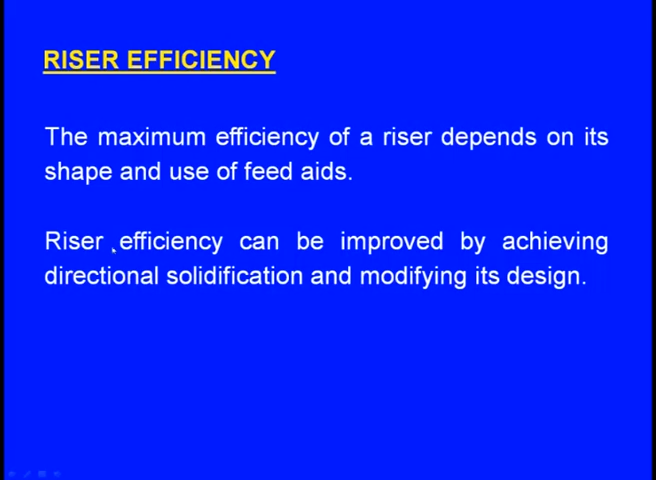 RISER EFFICIENCY
The maximum efficiency of a riser depends on its
shape and use of feed aids.
Riser efficiency can be improved by achieving
directional solidification and modifying its design.